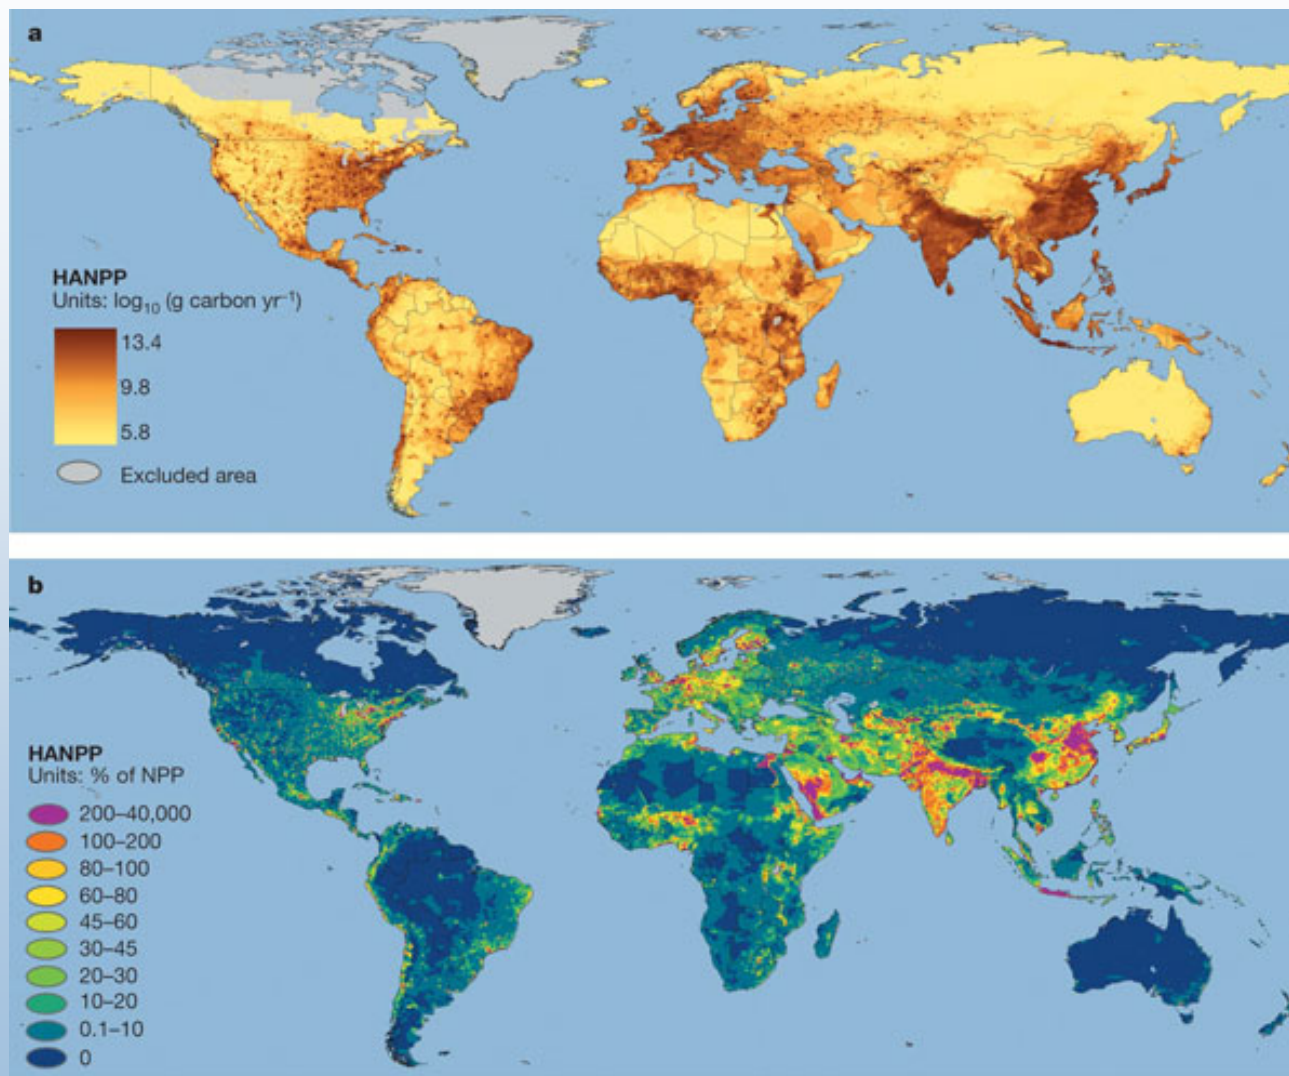 a
HANPP
Units: log₁₀ (g carbon yr⁻¹)
13.4
9.8
5.8
Excluded area
b
HANPP
Units: % of NPP
200–40,000
100–200
80–100
60–80
45–60
30–45
20–30
10–20
0.1–10
0